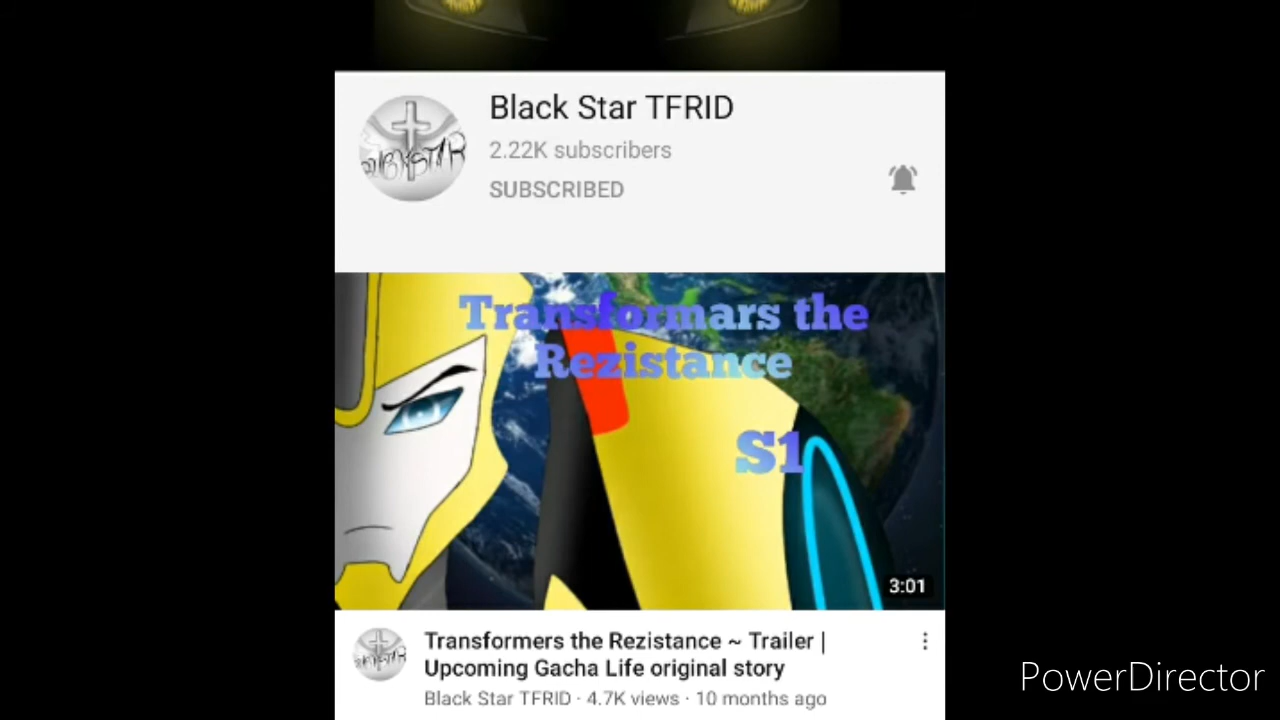 Black Star TFRID
2.22K subscribers
SUBSCRIBED
Transformars the
Rezistance
S1
3:01
Transformers the Rezistance ~ Trailer |
Upcoming Gacha Life original story
Black Star TFRID · 4.7K views · 10 months ago
PowerDirector